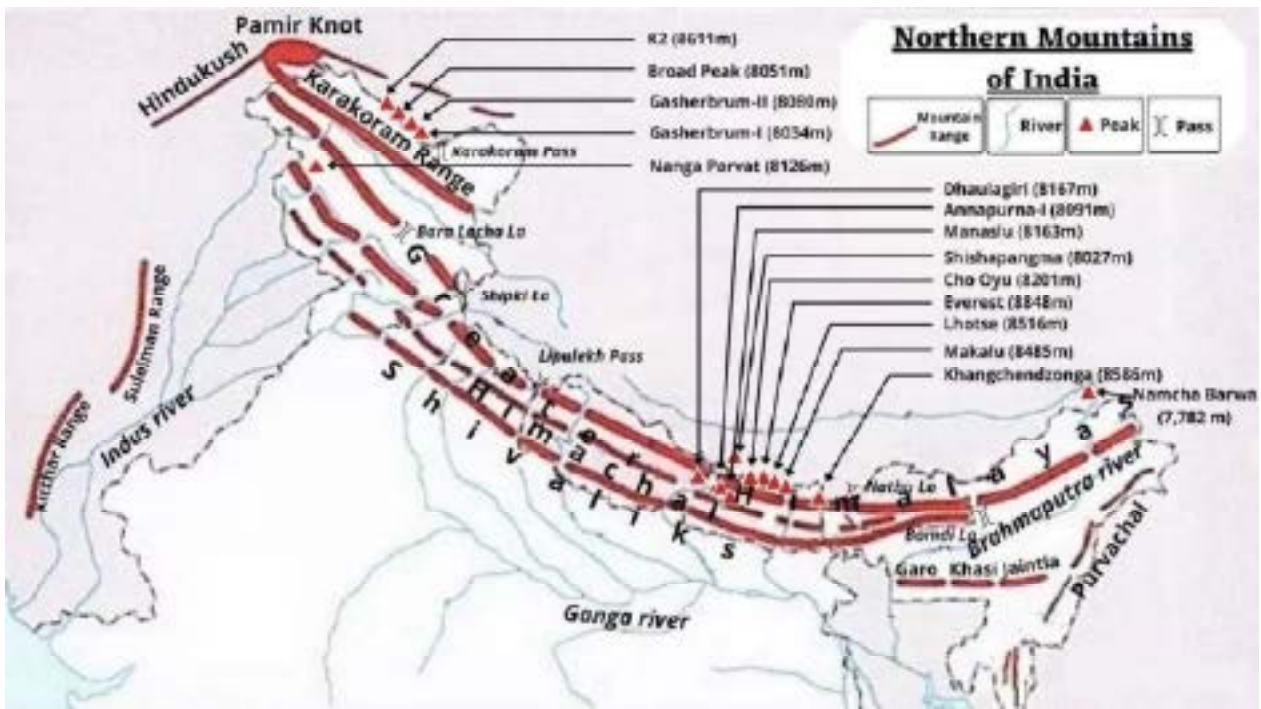 Pamir Knot
Hindukush
Karakoram Range
K2 (8611m)
Broad Peak (8051m)
Gasherbrum-II (8080m)
Gasherbrum-I (8034m)
Karakoram Pass
Nanga Parvat (8126m)
Northern Mountains
of India
Mountain
Range
River
Peak
Pass
Dhaulagiri (8167m)
Annapurna-I (8091m)
Manaslu (8163m)
Shishapangma (8027m)
Cho Oyu (8201m)
Everest (8848m)
Lhotse (8516m)
Makalu (8485m)
Khangchendzonga (8586m)
Namcha Barwa
(7,782 m)
Bara Lacha La
Shipki La
Lipulekh Pass
Nathu La
Bomdi La
Suleiman Range
Kirthar Range
Indus river
Great Himalayas
Himachal
Shivaliks
Brahmaputra river
Garo Khasi Jaintia
Purvachal
Ganga river